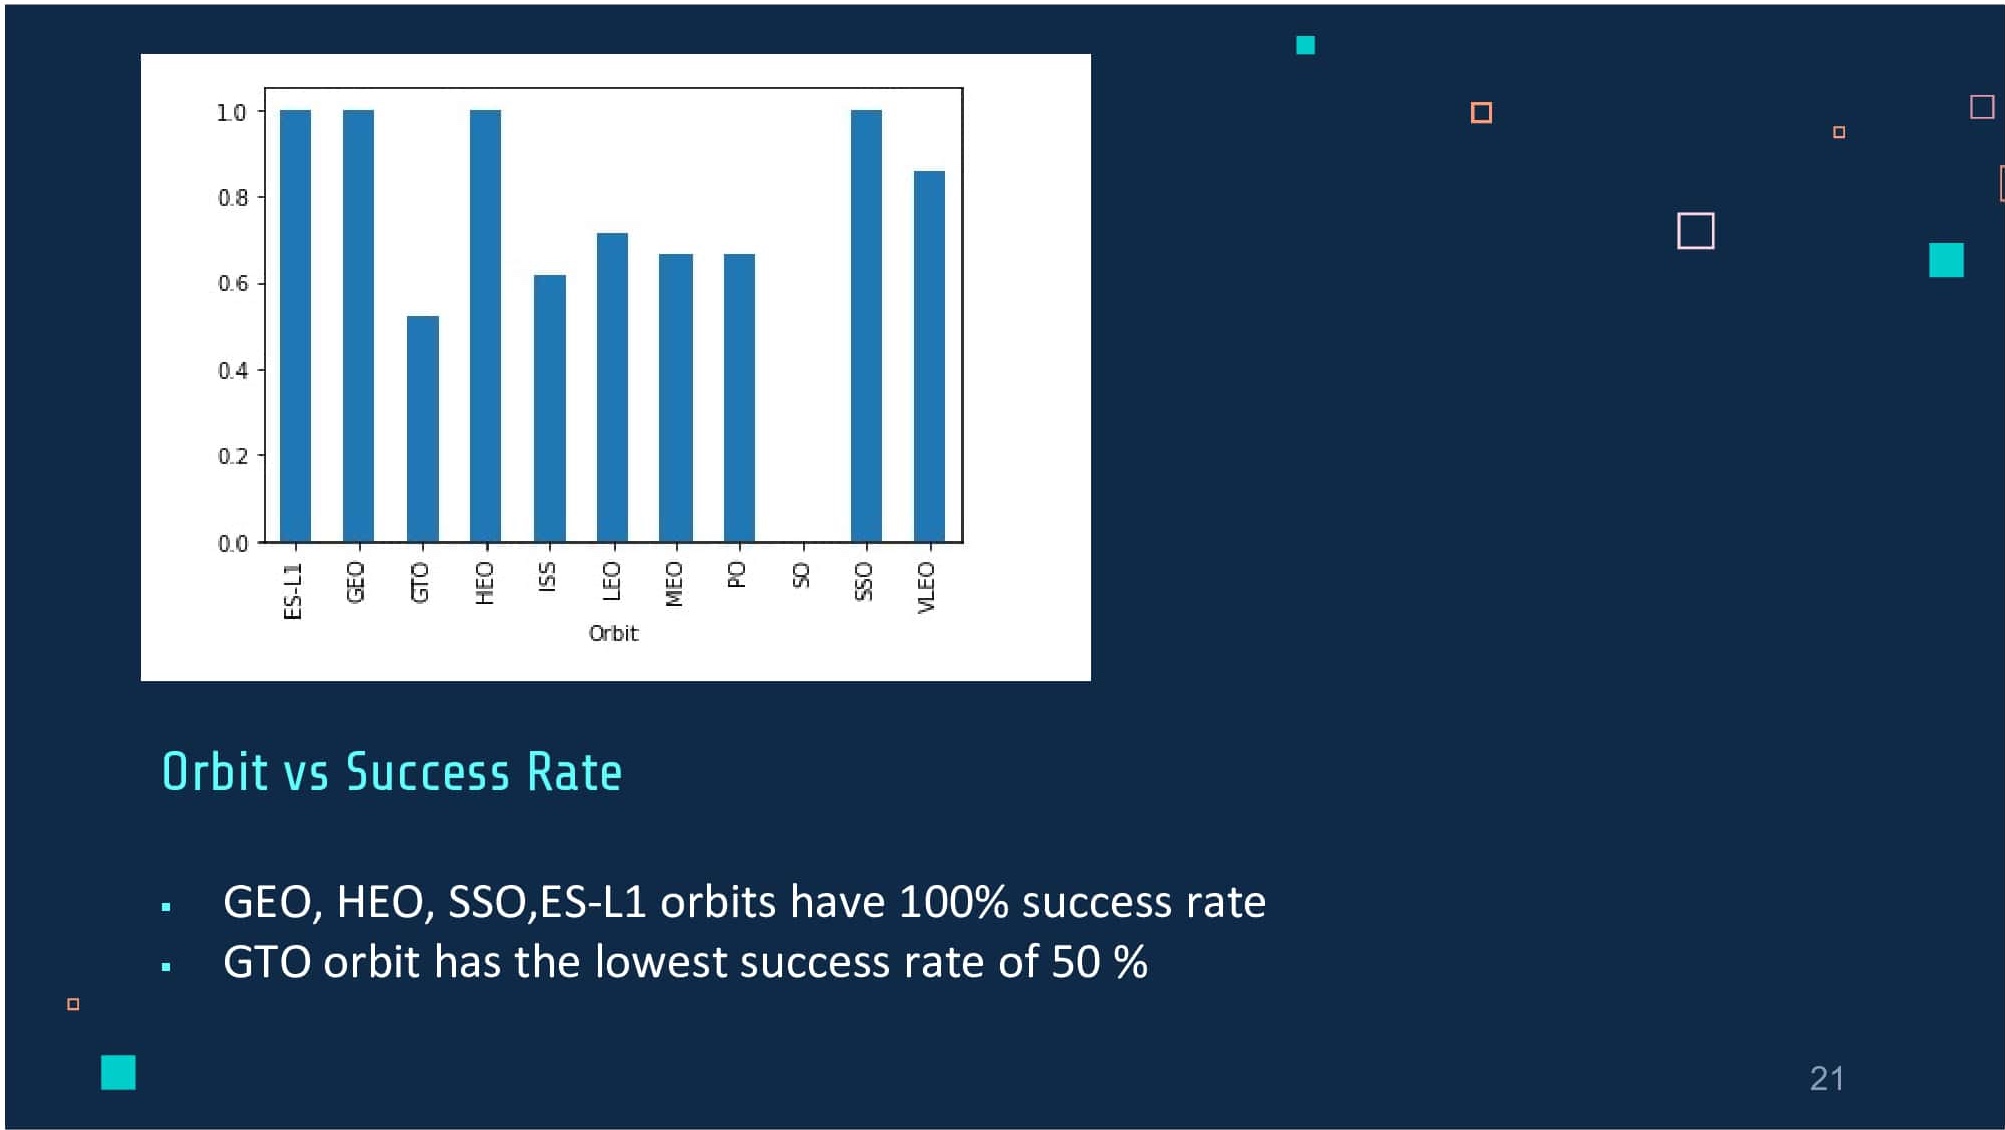 1.0
0.8
0.6
0.4
0.2
0.0
ES-L1
GEO
GTO
HEO
ISS
LEO
MEO
PO
SO
SSO
VLEO
Orbit
Orbit vs Success Rate
▪ GEO, HEO, SSO,ES-L1 orbits have 100% success rate
▪ GTO orbit has the lowest success rate of 50 %
21